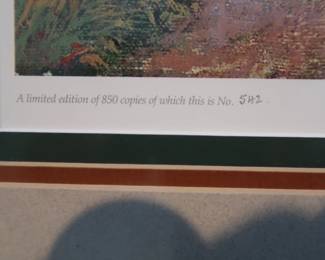 A limited edition of 850 copies of which this is No. 542